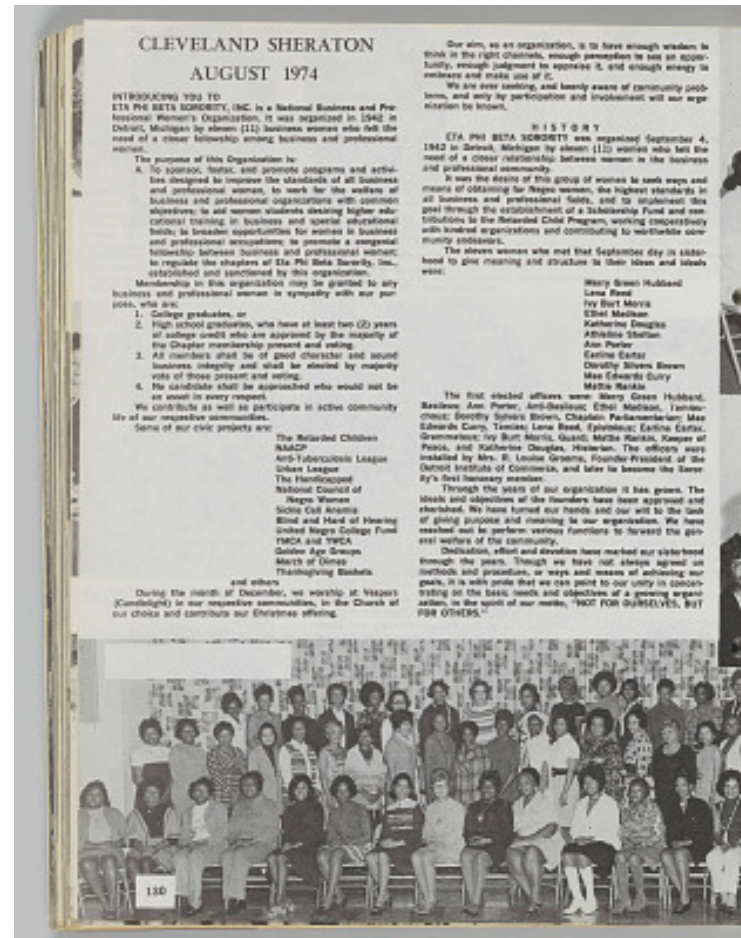 CLEVELAND SHERATON
AUGUST 1974
INTRODUCING YOU TO
ETA PHI BETA SORORITY, INC. is a National Business and Pro-
fessional Women's Organization. It was organized in 1942 in
Detroit, Michigan by eleven (11) business women who felt the
need of a closer fellowship among business and professional
women.
The purpose of this Organization is:
A. To sponsor, foster, and promote programs and activi-
ties designed to improve the standards of all business
and professional women, to work for the welfare of
business and professional organizations with common
objectives; to aid women students desiring higher edu-
cational training in business and special educational
fields; to broaden opportunities for women in business
and professional occupations; to promote a congenial
fellowship between business and professional women;
to regulate the chapters of Eta Phi Beta Sorority, Inc.,
established and sanctioned by this organization.
Membership in this organization may be granted to any
business and professional woman in sympathy with our pur-
pose, who are:
1. College graduates, or
2. High school graduates, who have at least two (2) years
of college credit who are approved by the majority of
the Chapter membership present and voting.
3. All members shall be of good character and sound
business integrity and shall be elected by majority
vote of those present and voting.
4. No candidate shall be approached who would not be
an asset in every respect.
We contribute as well as participate in active community
life of our respective communities.
Some of our civic projects are:
The Retarded Children
NAACP
Anti-Tuberculosis League
Urban League
The Handicapped
National Council of
Negro Women
Sickle Cell Anemia
Blind and Hard of Hearing
United Negro College Fund
YMCA and YWCA
Golden Age Groups
March of Dimes
Thanksgiving Baskets
and others
During the month of December, we worship at Vespers
(Candlelight) in our respective communities, in the Church of
our choice and contribute our Christmas offering.
Our aim, as an organization, is to have enough wisdom to
think in the right channels, enough perception to see an oppor-
tunity, enough judgment to appraise it, and enough energy to
embrace and make use of it.
We are ever seeking, and keenly aware of community prob-
lems, and only by participation and involvement will our orga-
nization be known.
HISTORY
ETA PHI BETA SORORITY was organized September 4,
1942 in Detroit, Michigan by eleven (11) women who felt the
need of a closer relationship between women in the business
and professional community.
It was the desire of this group of women to seek ways and
means of obtaining for Negro women, the highest standards in
all business and professional fields, and to implement this
goal through the establishment of a Scholarship Fund and con-
tributions to the Retarded Child Program, working cooperatively
with kindred organizations and contributing to worthwhile com-
munity endeavors.
The eleven women who met that September day in sister-
hood to give meaning and structure to their ideas and ideals
were:
Merry Green Hubbard
Lena Reed
Ivy Burt Morris
Ethel Madison
Katherine Douglas
Athieline Shelton
Ann Porter
Earline Carter
Dorothy Silvers Brown
Mae Edwards Curry
Mattie Rankin
The first elected officers were: Merry Green Hubbard,
Basileus; Ann Porter, Anti-Basileus; Ethel Madison,
Dorothy Sylvers Brown, Chaplain Parliamentarian; Mae
Edwards Curry, Tamias; Lena Reed, Epistoleus; Earline Carter,
Grammateus; Ivy Burt Morris, Guard; Mattie Rankin, Keeper of
Peace, and Katherine Douglas, Historian. The officers were
installed by Mrs. R. Louise Grooms, Founder-President of the
Detroit Institute of Commerce, and later to become the Soror-
ity's first honorary member.
Through the years of our organization it has grown. The
ideals and objectives of the founders have been approved and
cherished. We have turned our hands and our will to the task
of giving purpose and meaning to our organization. We have
reached out to perform various functions to forward the gen-
eral welfare of the community.
Dedication, effort and devotion have marked our sisterhood
through the years. Though we have not always agreed on
methods and procedure, or ways and means of achieving our
goals, it is with pride that we can point to our unity in concen-
trating on the basic needs and objectives of a growing organi-
zation, in the spirit of our motto, "NOT FOR OURSELVES, BUT
FOR OTHERS."
130